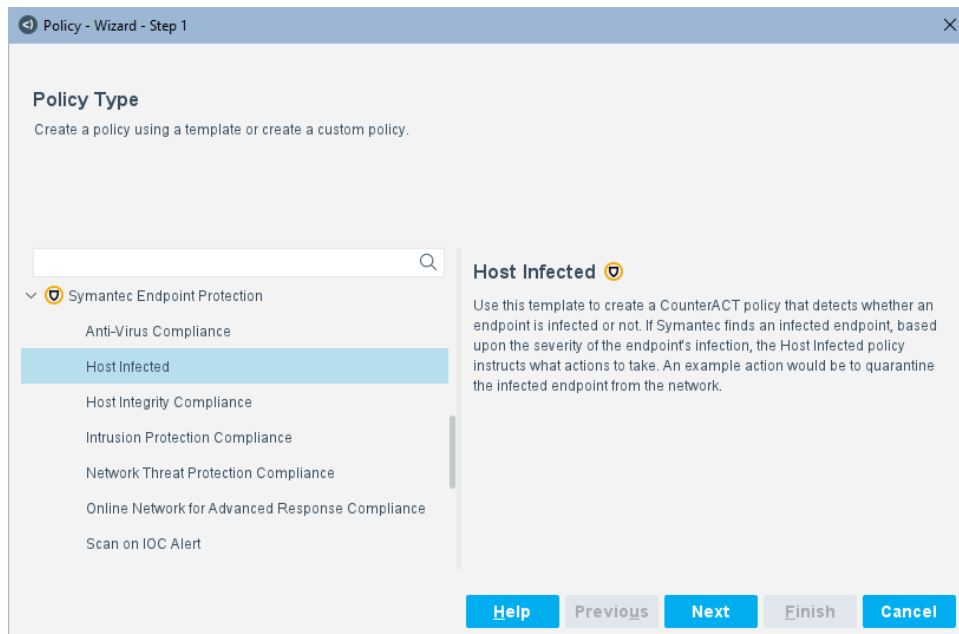 Policy - Wizard - Step 1
Policy Type
Create a policy using a template or create a custom policy.
Symantec Endpoint Protection
Anti-Virus Compliance
Host Infected
Host Integrity Compliance
Intrusion Protection Compliance
Network Threat Protection Compliance
Online Network for Advanced Response Compliance
Scan on IOC Alert
Host Infected
Use this template to create a CounterACT policy that detects whether an
endpoint is infected or not. If Symantec finds an infected endpoint, based
upon the severity of the endpoint's infection, the Host Infected policy
instructs what actions to take. An example action would be to quarantine
the infected endpoint from the network.
Help Previous Next Finish Cancel